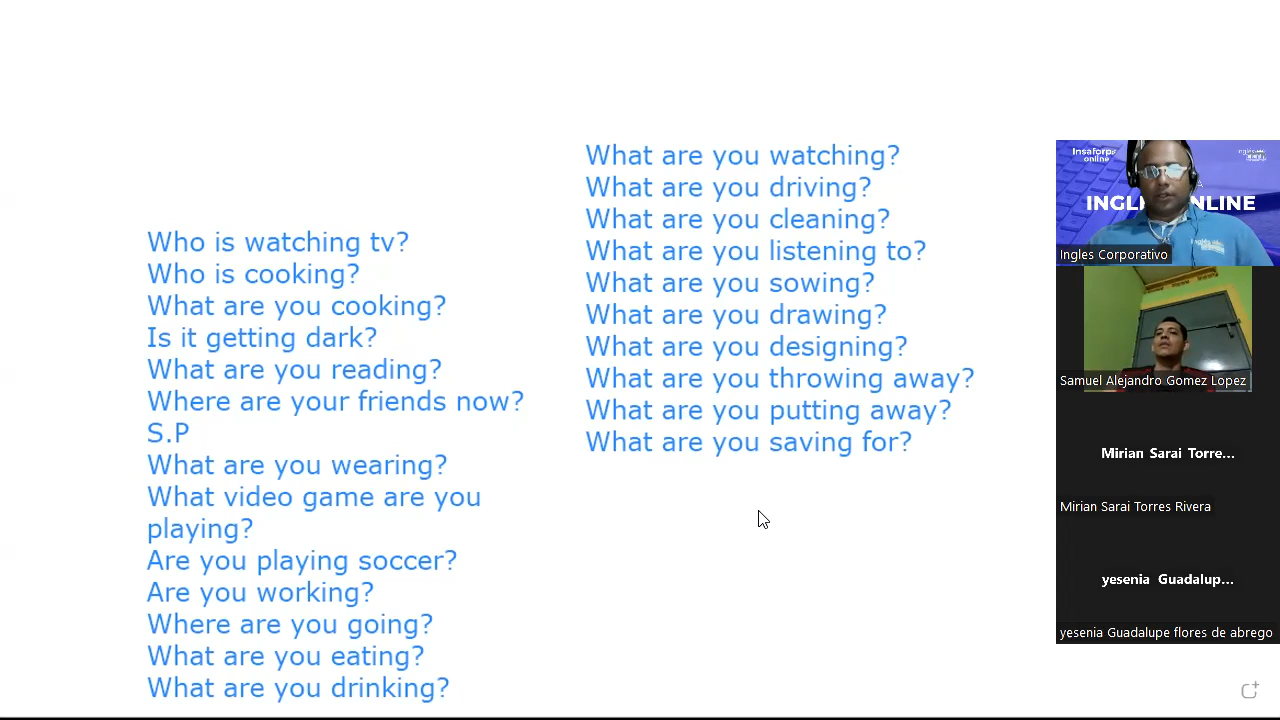 Who is watching tv?
Who is cooking?
What are you cooking?
Is it getting dark?
What are you reading?
Where are your friends now?
S.P
What are you wearing?
What video game are you
playing?
Are you playing soccer?
Are you working?
Where are you going?
What are you eating?
What are you drinking?
What are you watching?
What are you driving?
What are you cleaning?
What are you listening to?
What are you sowing?
What are you drawing?
What are you designing?
What are you throwing away?
What are you putting away?
What are you saving for?
Insaforp
online
Ingles Corporativo
Samuel Alejandro Gomez Lopez
Mirian Sarai Torre...
Mirian Sarai Torres Rivera
yesenia Guadalup...
yesenia Guadalupe flores de abrego